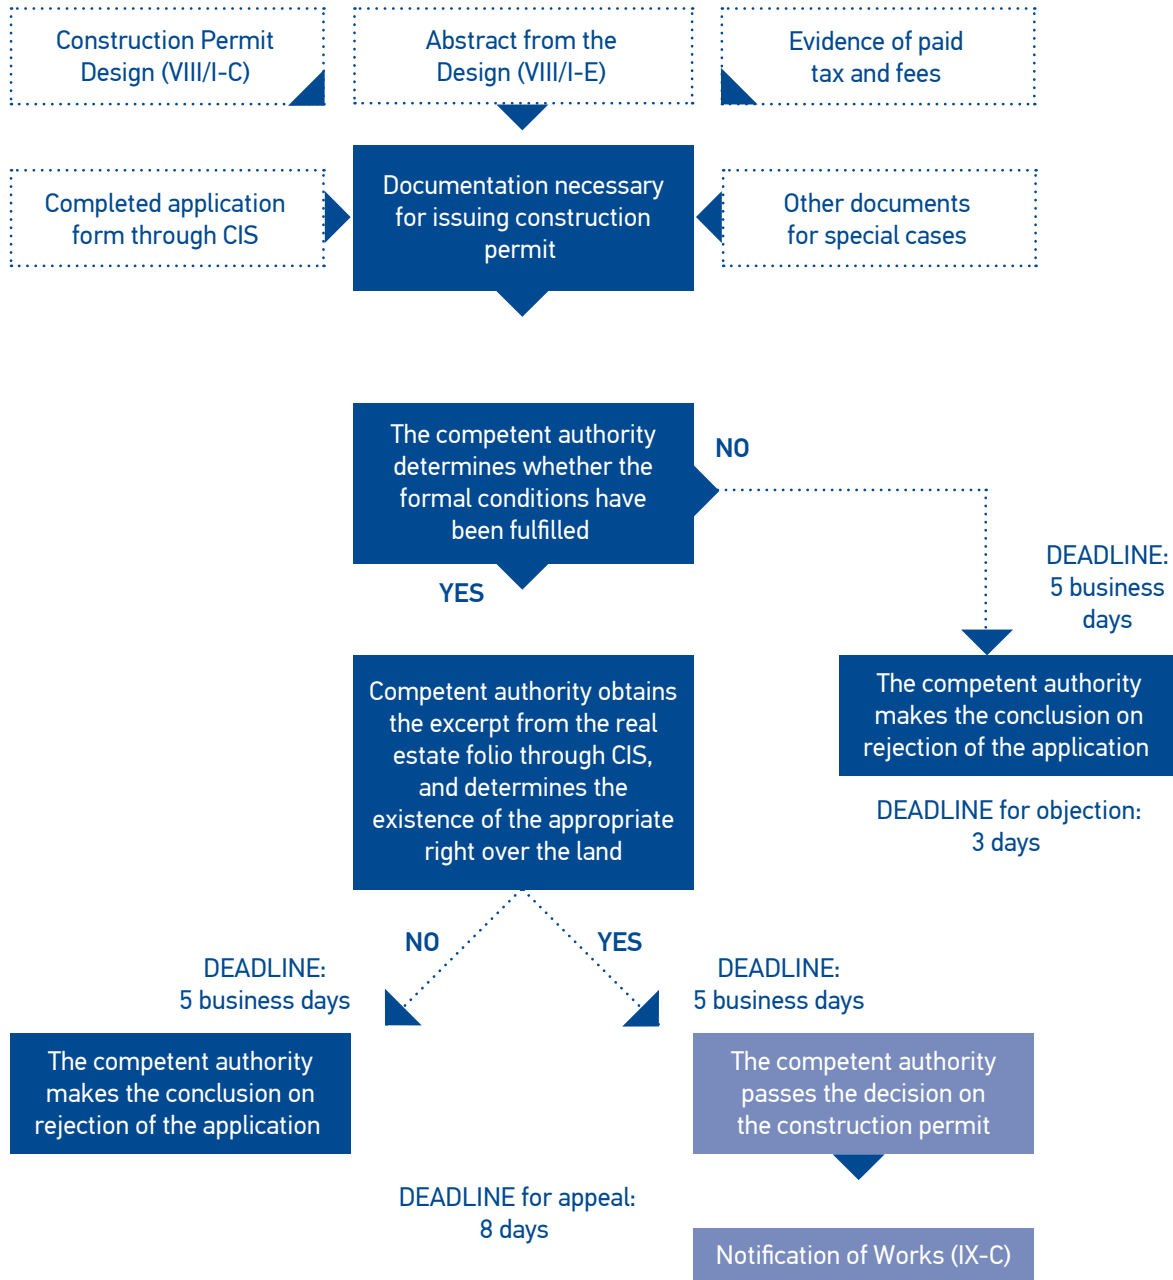 Construction Permit
Design (VIII/I-C)
Abstract from the
Design (VIII/I-E)
Evidence of paid
tax and fees
Completed application
form through CIS
Documentation necessary
for issuing construction
permit
Other documents
for special cases
The competent authority
determines whether the
formal conditions have
been fulfilled
NO
YES
DEADLINE:
5 business
days
Competent authority obtains
the excerpt from the real
estate folio through CIS,
and determines the
existence of the appropriate
right over the land
The competent authority
makes the conclusion on
rejection of the application
DEADLINE for objection:
3 days
NO
YES
DEADLINE:
5 business days
DEADLINE:
5 business days
The competent authority
makes the conclusion on
rejection of the application
The competent authority
passes the decision on
the construction permit
DEADLINE for appeal:
8 days
Notification of Works (IX-C)